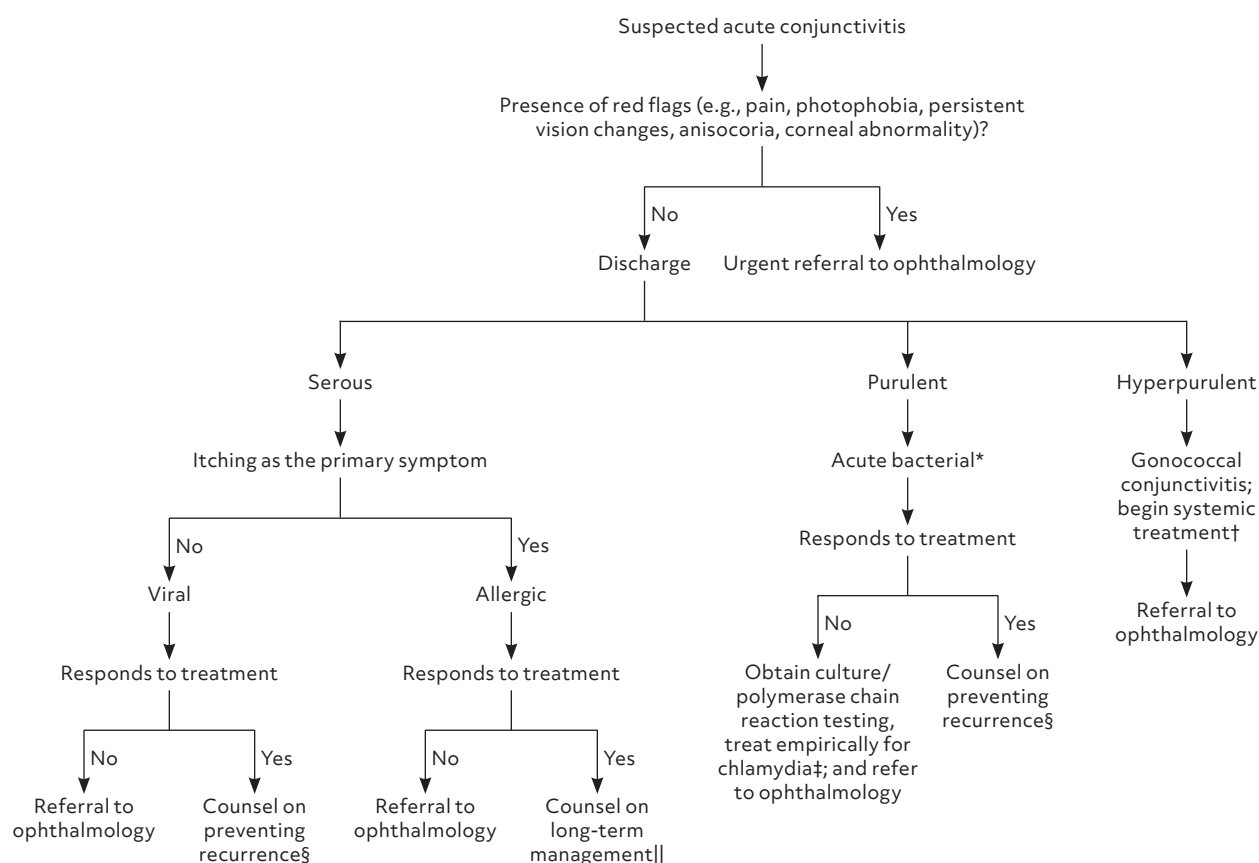 Suspected acute conjunctivitis
Presence of red flags (e.g., pain, photophobia, persistent
vision changes, anisocoria, corneal abnormality)?
No
Yes
Discharge
Urgent referral to ophthalmology
Serous
Purulent
Hyperpurulent
Itching as the primary symptom
Acute bacterial*
Gonococcal
conjunctivitis;
begin systemic
treatment†
No
Yes
Responds to treatment
Viral
Allergic
No
Yes
Referral to
ophthalmology
Responds to treatment
Responds to treatment
Obtain culture/
polymerase chain
reaction testing,
treat empirically for
chlamydia‡; and refer
to ophthalmology
Counsel on
preventing
recurrence§
No
Yes
No
Yes
Referral to
ophthalmology
Counsel on
preventing
recurrence§
Referral to
ophthalmology
Counsel on
long-term
management||